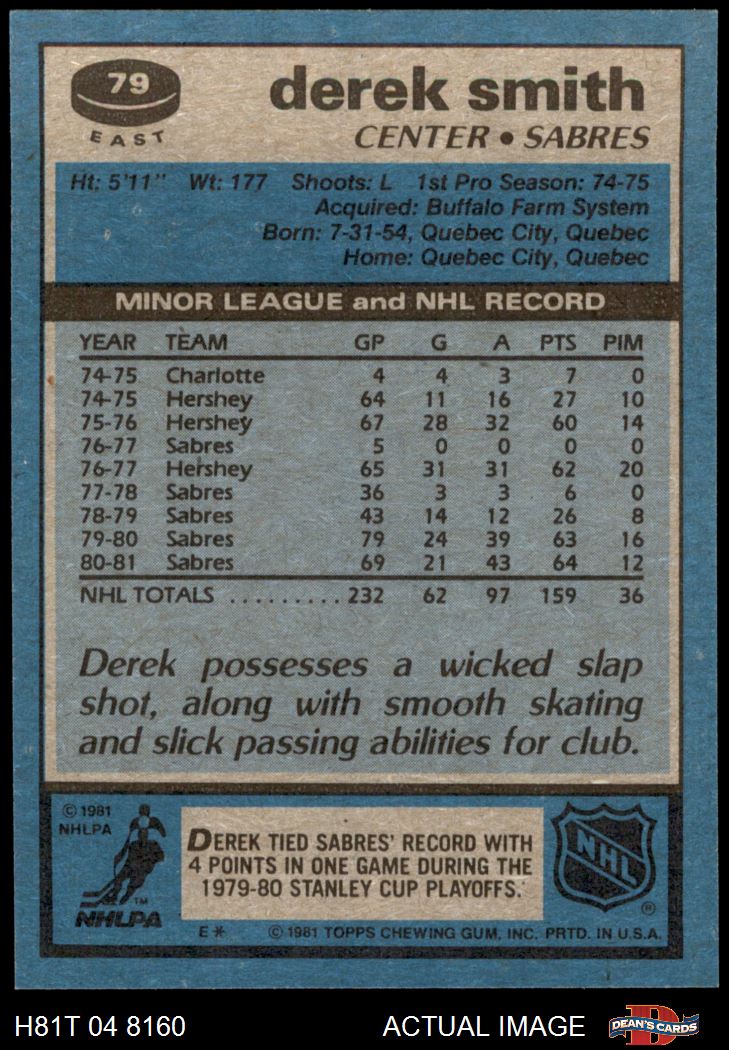 79
EAST
derek smith
CENTER • SABRES
Ht: 5'11" Wt: 177 Shoots: L 1st Pro Season: 74-75
Acquired: Buffalo Farm System
Born: 7-31-54, Quebec City, Quebec
Home: Quebec City, Quebec
MINOR LEAGUE and NHL RECORD
YEAR TEAM GP G A PTS PIM
74-75 Charlotte 4 4 3 7 0
74-75 Hershey 64 11 16 27 10
75-76 Hershey 67 28 32 60 14
76-77 Sabres 5 0 0 0 0
76-77 Hershey 65 31 31 62 20
77-78 Sabres 36 3 3 6 0
78-79 Sabres 43 14 12 26 8
79-80 Sabres 79 24 39 63 16
80-81 Sabres 69 21 43 64 12
NHL TOTALS ......... 232 62 97 159 36
Derek possesses a wicked slap
shot, along with smooth skating
and slick passing abilities for club.
© 1981
NHLPA
TM
NHLPA
DEREK TIED SABRES' RECORD WITH
4 POINTS IN ONE GAME DURING THE
1979-80 STANLEY CUP PLAYOFFS.
NHL
®
E* © 1981 TOPPS CHEWING GUM, INC. PRTD. IN U.S.A.
H81T 04 8160 ACTUAL IMAGE
D
DEAN'S CARDS